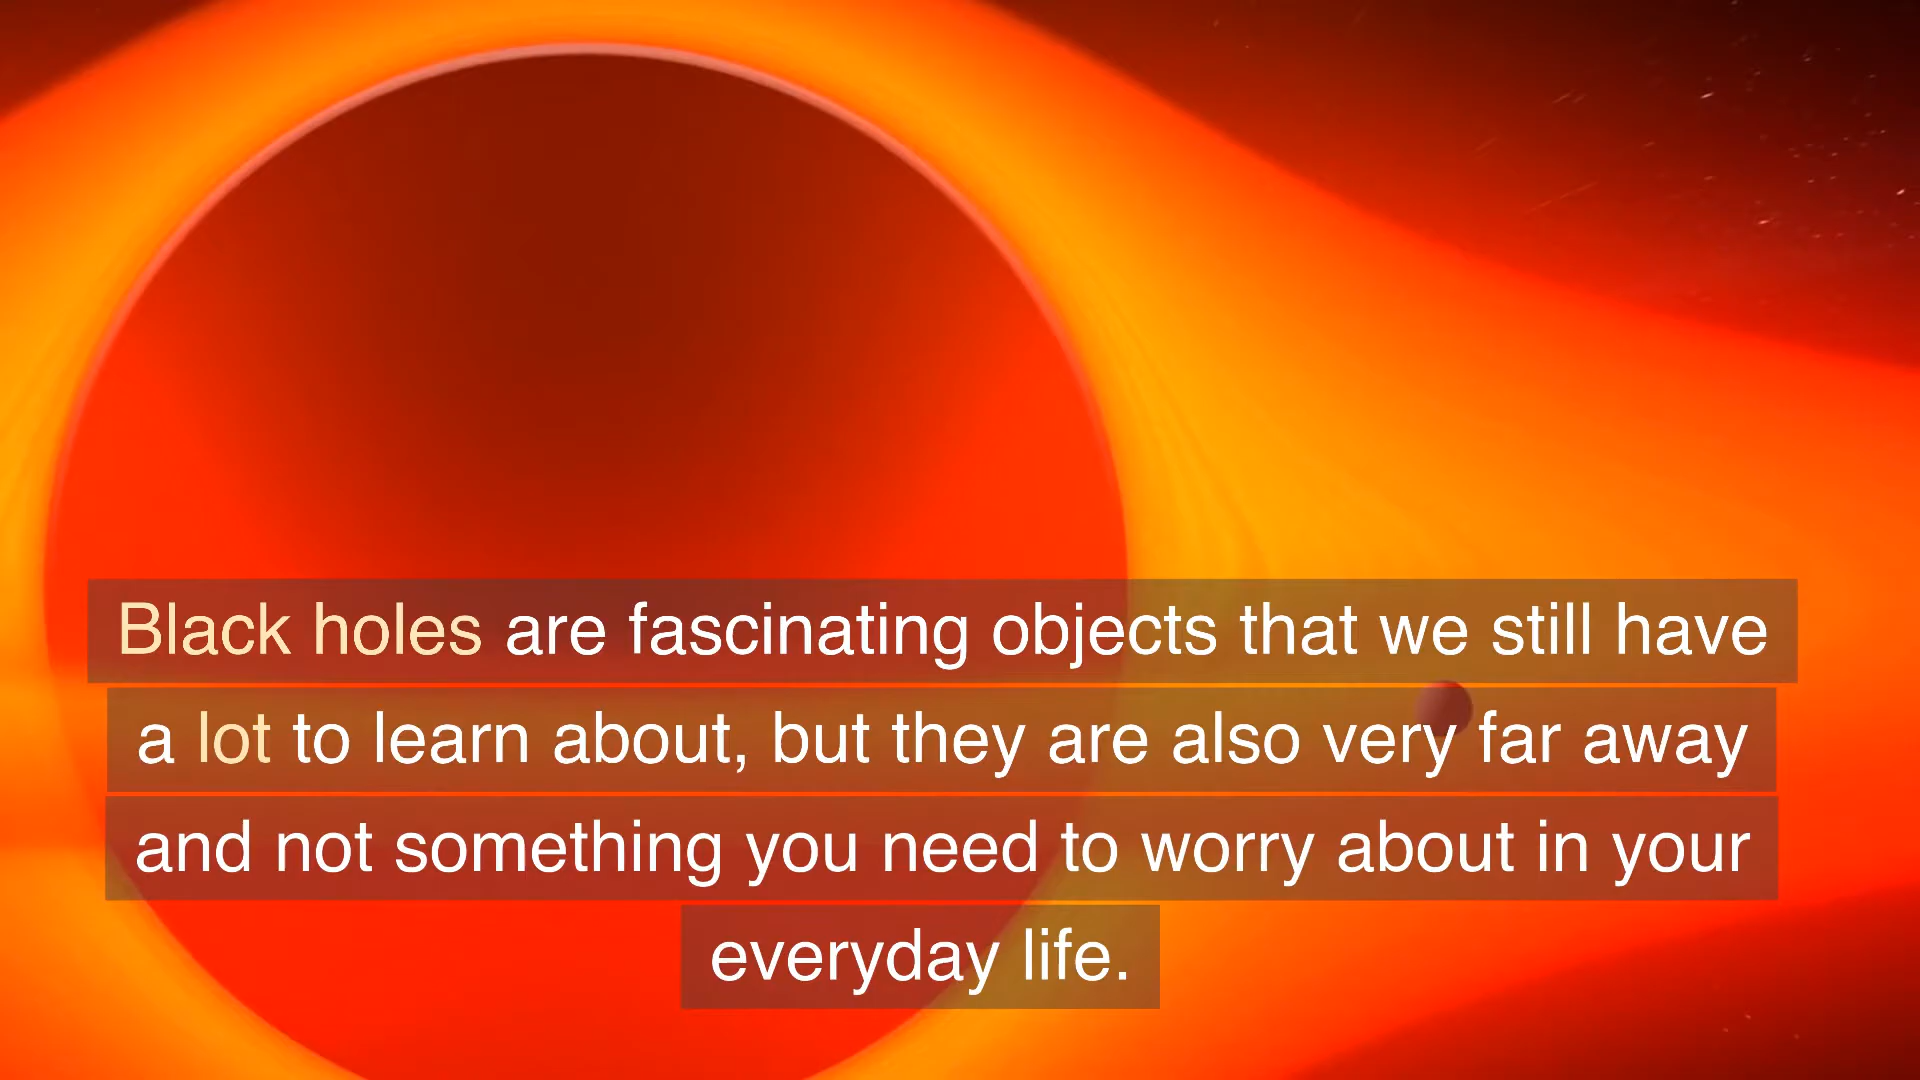 Black holes are fascinating objects that we still have
a lot to learn about, but they are also very far away
and not something you need to worry about in your
everyday life.